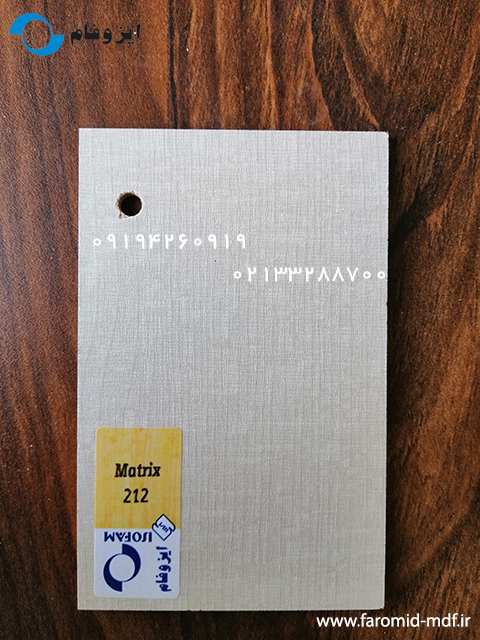 ایزوفام
۰۹۱۹۴۲۶۰۹۱۹
۰۲۱۳۳۲۸۸۷۰۰
Matrix
212
ISOFAM
ایزوفام
www.faromid-mdf.ir